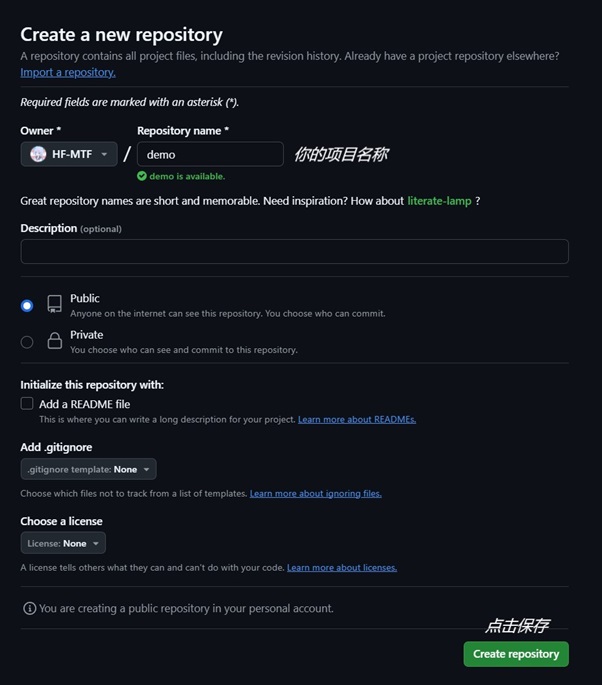 Create a new repository
A repository contains all project files, including the revision history. Already have a project repository elsewhere?
Import a repository.
Required fields are marked with an asterisk (*).
Owner * Repository name *
HF-MTF / demo 你的项目名称
demo is available.
Great repository names are short and memorable. Need inspiration? How about literate-lamp ?
Description (optional)
Public
Anyone on the internet can see this repository. You choose who can commit.
Private
You choose who can see and commit to this repository.
Initialize this repository with:
Add a README file
This is where you can write a long description for your project. Learn more about READMEs.
Add .gitignore
.gitignore template: None
Choose which files not to track from a list of templates. Learn more about ignoring files.
Choose a license
License: None
A license tells others what they can and can't do with your code. Learn more about licenses.
You are creating a public repository in your personal account.
点击保存
Create repository